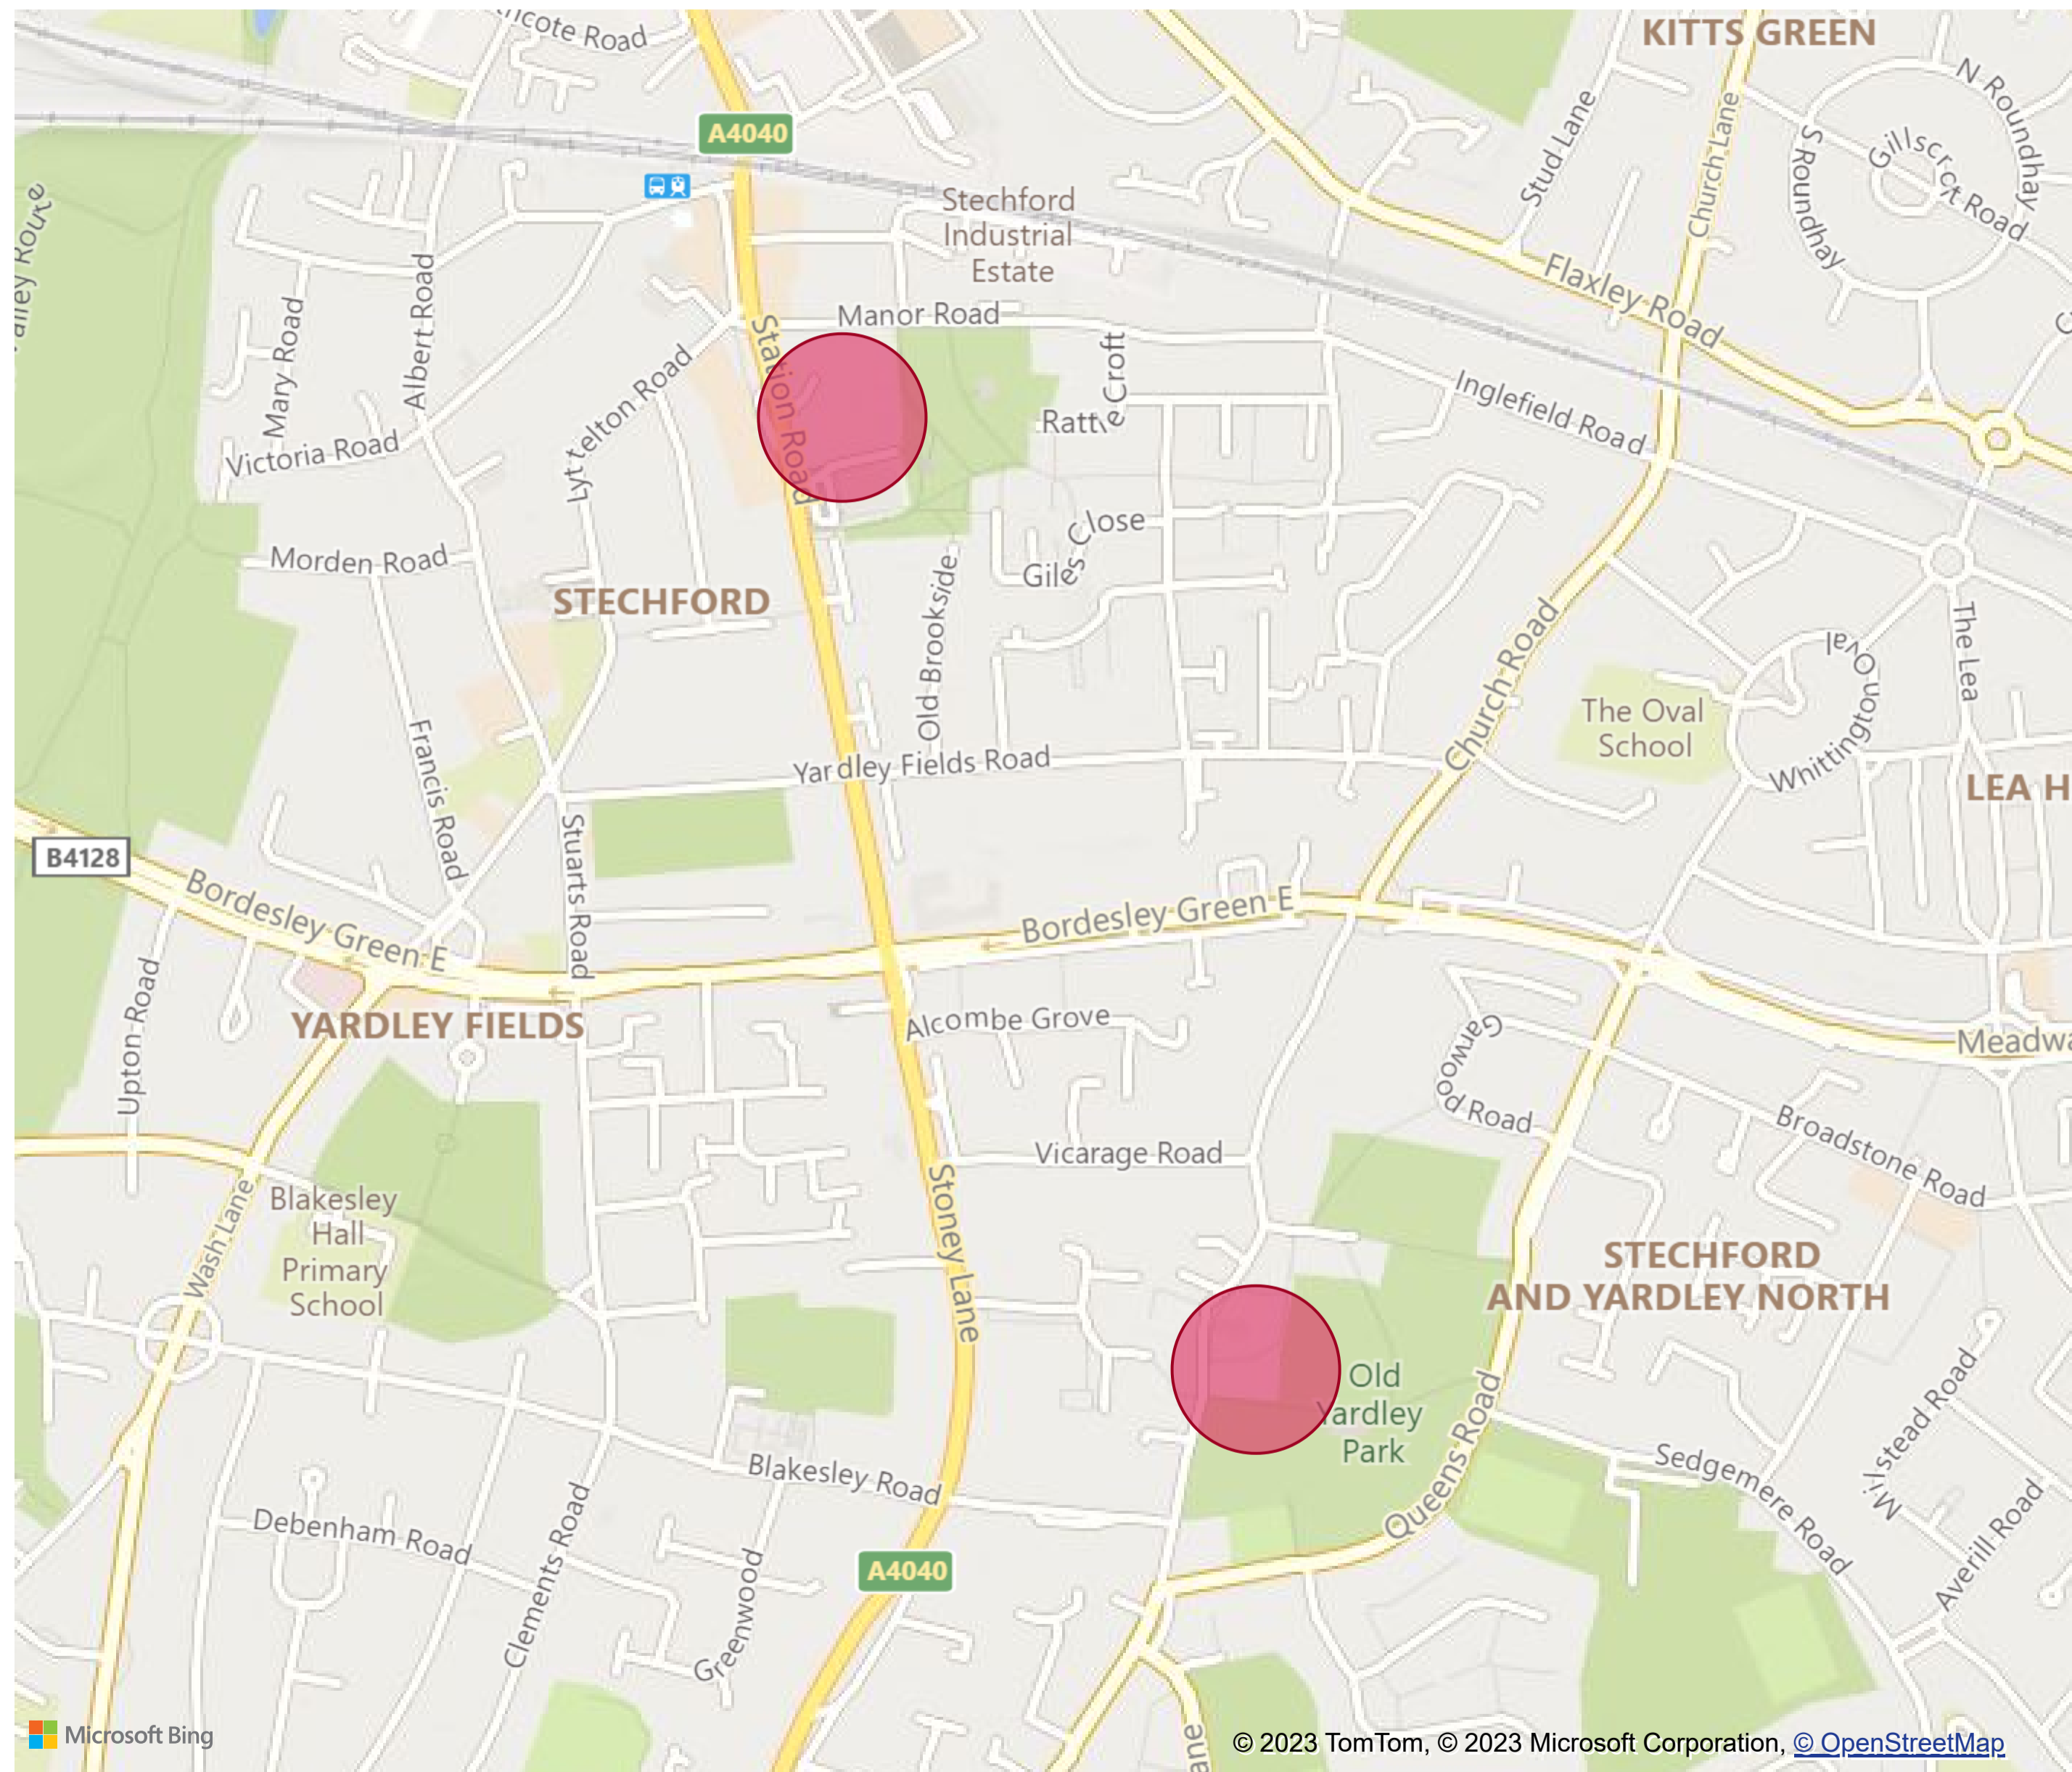 KITTS GREEN
N Roundhay
Gillscroft Road
S Roundhay
Stud Lane
Church Lane
A4040
Stechford
Industrial
Estate
Flaxley Road
Manor Road
Station Road
Albert Road
Mary Road
Victoria Road
Lyttelton Road
Croft
Inglefield Road
Close
Giles
Morden Road
STECHFORD
Old Brookside
Church Road
The Lea
Whittington Oval
The Oval
School
LEA H
Yardley Fields Road
Francis Road
Stuarts Road
B4128
Bordesley Green E
Bordesley Green E
Upton Road
YARDLEY FIELDS
Alcombe Grove
Garwood Road
Meadwa
Vicarage Road
Broadstone Road
Stoney Lane
Wash Lane
Blakesley
Hall
Primary
School
STECHFORD
AND YARDLEY NORTH
Old
Yardley
Park
Queens Road
Milstead Road
Sedgemere Road
Averill Road
Blakesley Road
Debenham Road
Clements Road
Greenwood
A4040
Microsoft Bing
© 2023 TomTom, © 2023 Microsoft Corporation, © OpenStreetMap